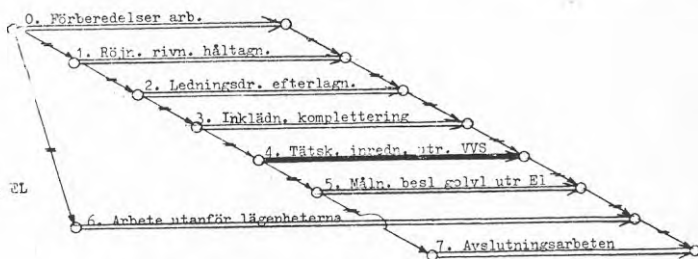 0. Förberedelser arb.
1. Röjn. rivn. håltagn.
2. Ledningsdr. efterlagn.
3. Inklädn. komplettering
4. Tätsk. inredn. utr. VVS
5. Måln. besl golvl utr El
EL
6. Arbete utanför lägenheterna
7. Avslutningsarbeten